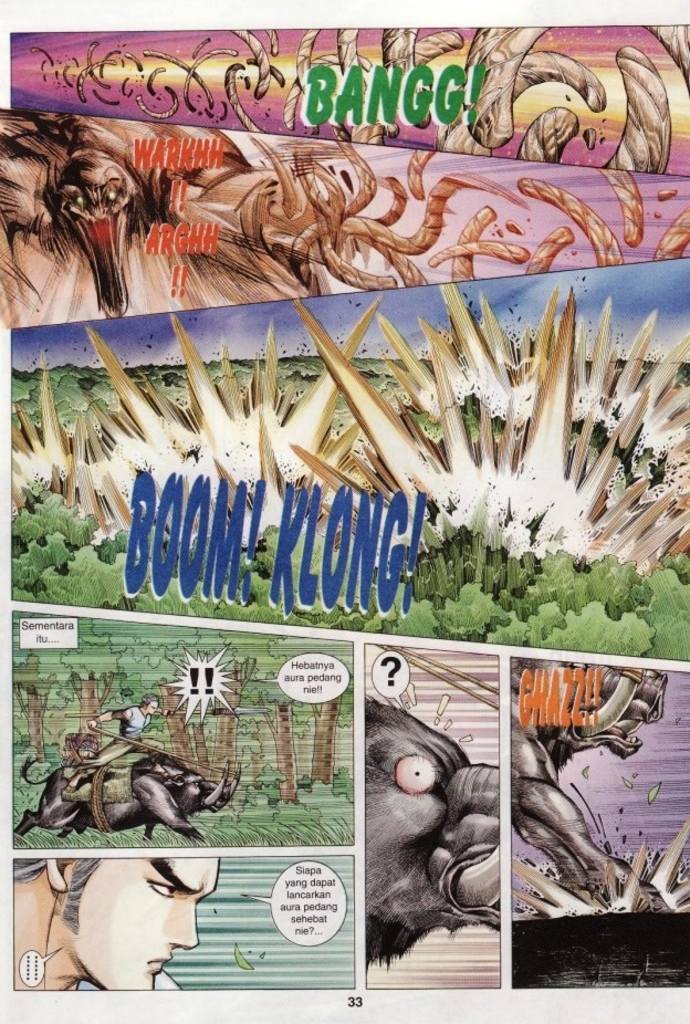 BANGG!
WARKHH
!!
ARGHH
!!
BOOM! KLONG!
Sementara
itu....
!!
Hebatnya
aura pedang
nie!!
?
GHAZZ!!
Siapa
yang dapat
lancarkan
aura pedang
sehebat
nie?...
!!!!
33